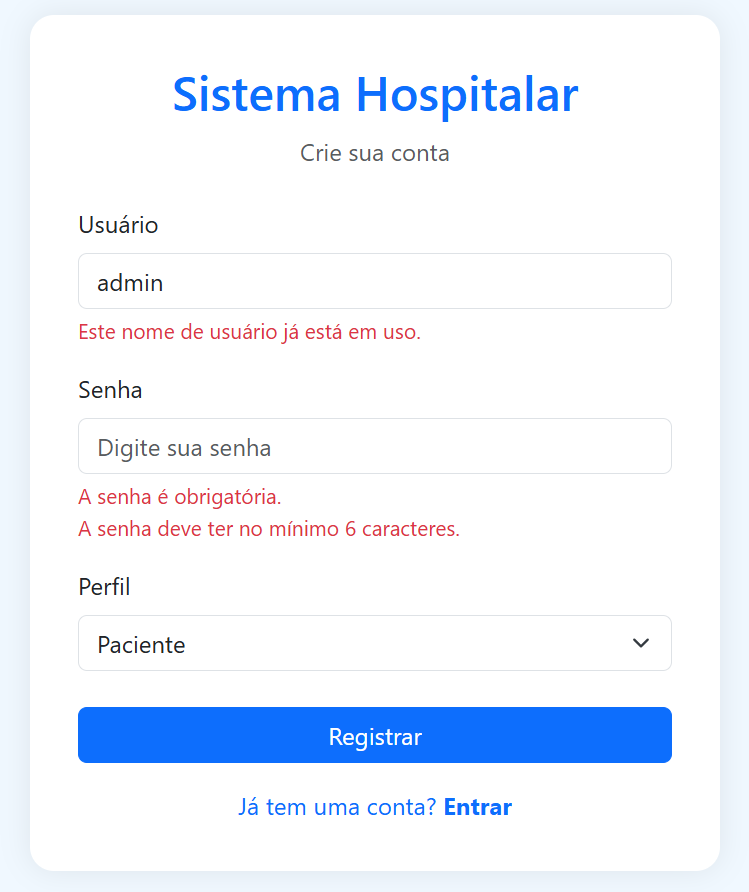 Sistema Hospitalar
Crie sua conta
Usuário
admin
Este nome de usuário já está em uso.
Senha
Digite sua senha
A senha é obrigatória.
A senha deve ter no mínimo 6 caracteres.
Perfil
Paciente
Registrar
Já tem uma conta? Entrar